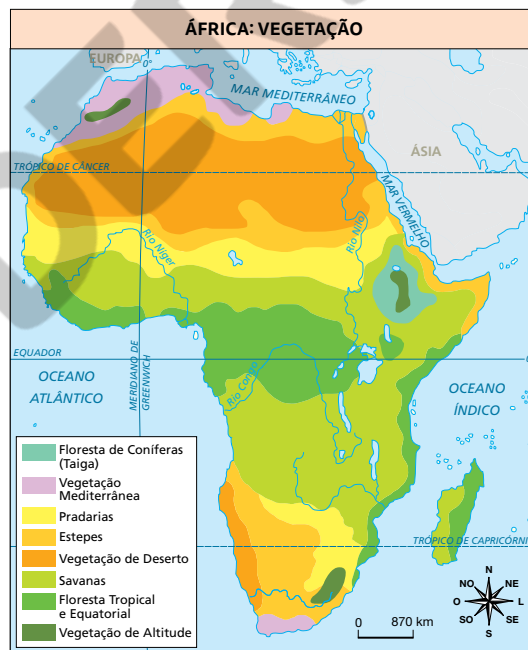 ÁFRICA: VEGETAÇÃO
EUROPA
MAR MEDITERRÂNEO
ÁSIA
TRÓPICO DE CÂNCER
MAR VERMELHO
Rio Níger
Rio Nilo
EQUADOR
OCEANO
ATLÂNTICO
MERIDIANO DE
GREENWICH
Rio Congo
OCEANO
ÍNDICO
Floresta de Coníferas
(Taiga)
Vegetação
Mediterrânea
Pradarias
Estepes
Vegetação de Deserto
Savanas
Floresta Tropical
e Equatorial
Vegetação de Altitude
TRÓPICO DE CAPRICÓRNI
N
NO
NE
O
L
SO
SE
S
0 870 km